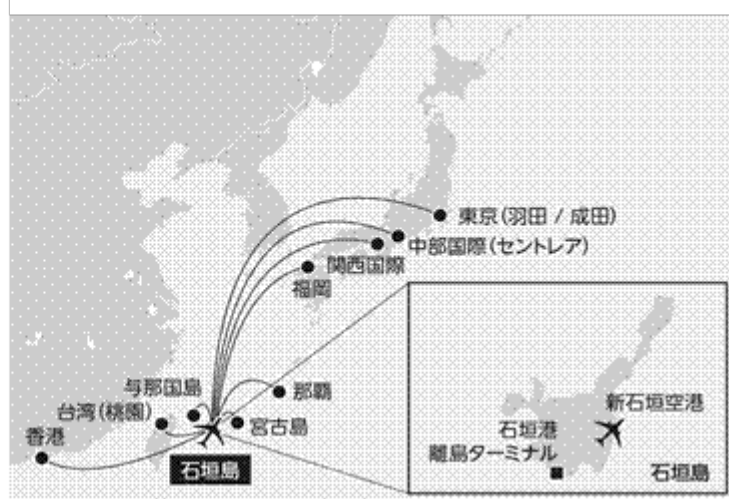 東京(羽田 / 成田)
中部国際(セントレア)
関西国際
福岡
与那国島
那覇
台湾(桃園)
宮古島
香港
石垣島
新石垣空港
石垣港
離島ターミナル
石垣島